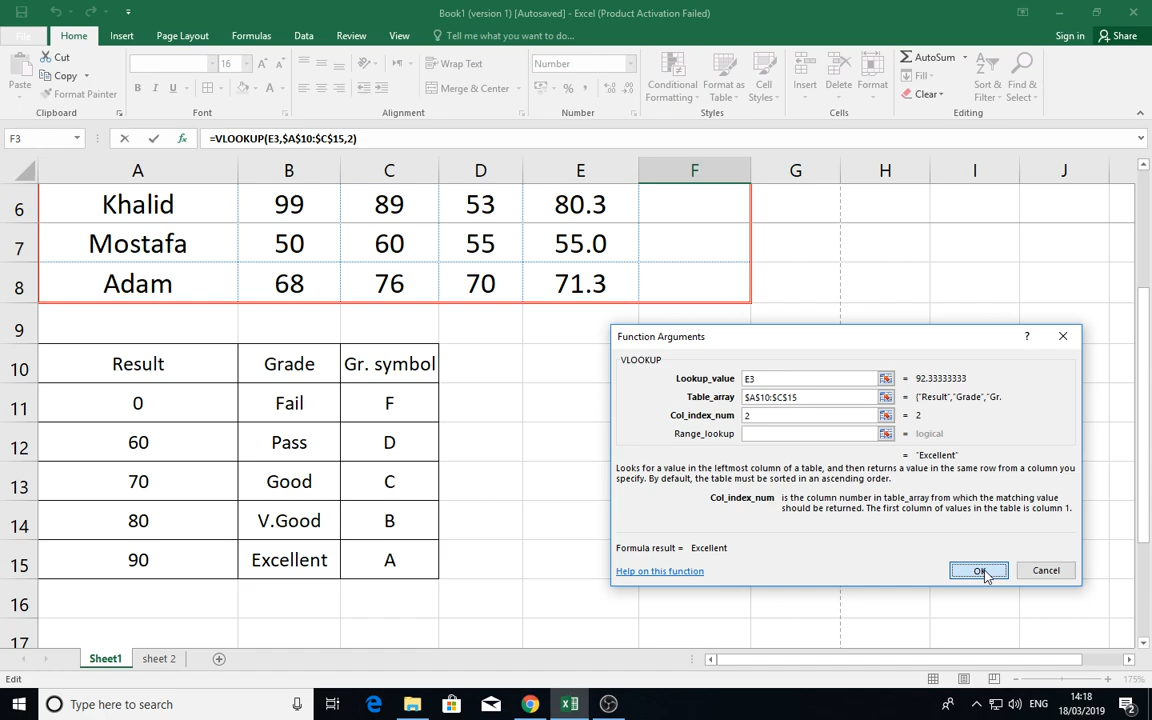 Book1 (version 1) [Autosaved] - Excel (Product Activation Failed)
File Home Insert Page Layout Formulas Data Review View Tell me what you want to do... Sign in Share
Paste
Cut
Copy
Format Painter
16
A A
B I U A
Wrap Text
Merge & Center
Number
% ,
Conditional Formatting
Format as Table
Cell Styles
Insert Delete Format
AutoSum
Fill
Clear
Sort & Filter
Find & Select
Clipboard Font Alignment Number Styles Cells Editing
F3 fx =VLOOKUP(E3,$A$10:$C$15,2)
A B C D E F G H I J
6 Khalid 99 89 53 80.3
7 Mostafa 50 60 55 55.0
8 Adam 68 76 70 71.3
9
10 Result Grade Gr. symbol
11 0 Fail F
12 60 Pass D
13 70 Good C
14 80 V.Good B
15 90 Excellent A
16
17
Function Arguments ?
VLOOKUP
Lookup_value E3 = 92.33333333
Table_array $A$10:$C$15 = {"Result","Grade","Gr.
Col_index_num 2 = 2
Range_lookup = logical
= "Excellent"
Looks for a value in the leftmost column of a table, and then returns a value in the same row from a column you
specify. By default, the table must be sorted in an ascending order.
Col_index_num is the column number in table_array from which the matching value
should be returned. The first column of values in the table is column 1.
Formula result = Excellent
Help on this function OK Cancel
Sheet1 sheet 2
Edit 175%
Type here to search ENG 14:18
18/03/2019 2